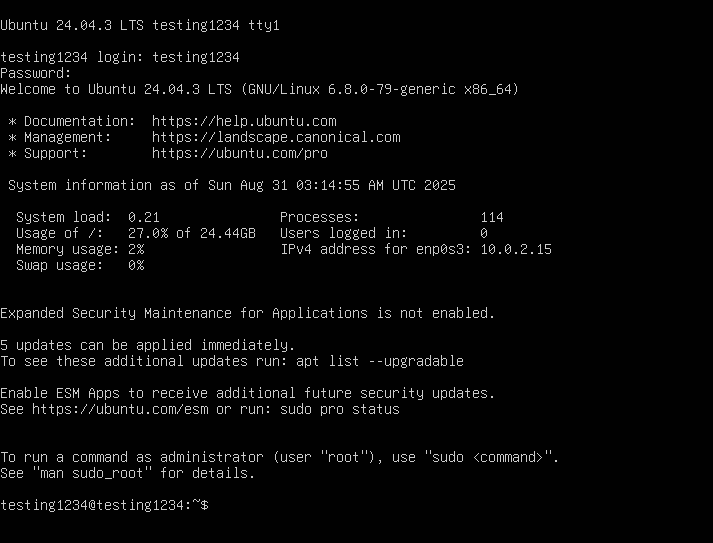 Ubuntu 24.04.3 LTS testing1234 tty1
testing1234 login: testing1234
Password:
Welcome to Ubuntu 24.04.3 LTS (GNU/Linux 6.8.0-79-generic x86_64)
* Documentation:  https://help.ubuntu.com
* Management:     https://landscape.canonical.com
* Support:        https://ubuntu.com/pro
System information as of Sun Aug 31 03:14:55 AM UTC 2025
System load:  0.21               Processes:               114
Usage of /:   27.0% of 24.44GB   Users logged in:         0
Memory usage: 2%                 IPv4 address for enp0s3: 10.0.2.15
Swap usage:   0%
Expanded Security Maintenance for Applications is not enabled.
5 updates can be applied immediately.
To see these additional updates run: apt list --upgradable
Enable ESM Apps to receive additional future security updates.
See https://ubuntu.com/esm or run: sudo pro status
To run a command as administrator (user "root"), use "sudo <command>".
See "man sudo_root" for details.
testing1234@testing1234:~$